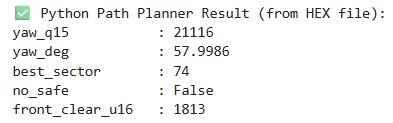 ✅ Python Path Planner Result (from HEX file):
yaw_q15 : 21116
yaw_deg : 57.9986
best_sector : 74
no_safe : False
front_clear_u16 : 1813